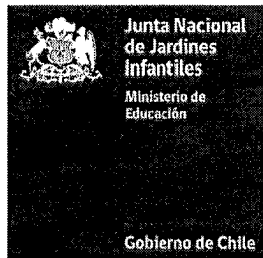 Junta Nacional
de Jardines
Infantiles
Ministerio de
Educación
Gobierno de Chile